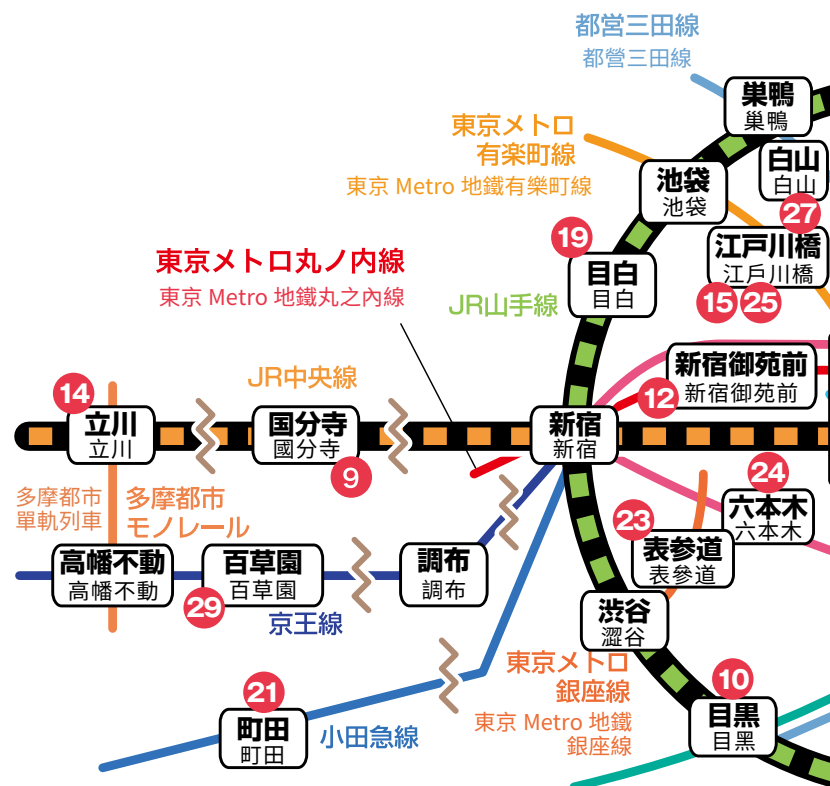 都営三田線
都營三田線
巣鴨
巢鴨
東京メトロ
有楽町線
東京 Metro 地鐵有樂町線
白山
白山
27
池袋
池袋
19
江戸川橋
江戶川橋
15 25
目白
目白
東京メトロ丸ノ内線
東京 Metro 地鐵丸之內線
JR山手線
新宿御苑前
新宿御苑前
12
JR中央線
14
立川
立川
国分寺
國分寺
9
新宿
新宿
多摩都市
單軌列車
多摩都市
モノレール
24
六本木
六本木
23
表参道
表參道
高幡不動
高幡不動
百草園
百草園
29
調布
調布
京王線
渋谷
澀谷
東京メトロ
銀座線
東京 Metro 地鐵
銀座線
21
町田
町田
小田急線
10
目黒
目黑